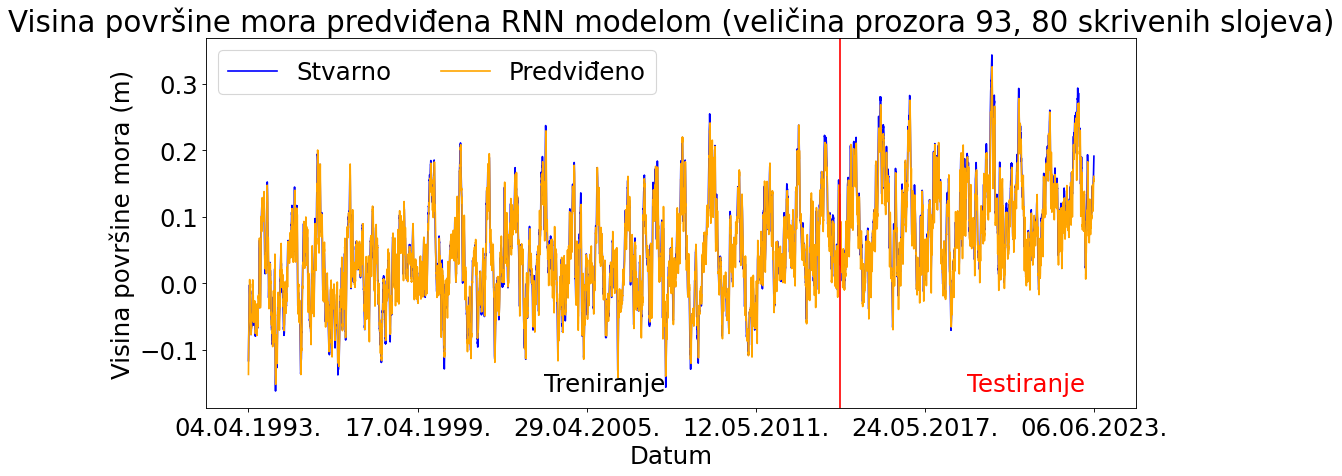 Visina površine mora predviđena RNN modelom (veličina prozora 93, 80 skrivenih slojeva)
Stvarno
Predviđeno
Visina površine mora (m)
0.3
0.2
0.1
0.0
−0.1
Treniranje
Testiranje
04.04.1993.
17.04.1999.
29.04.2005.
12.05.2011.
24.05.2017.
06.06.2023.
Datum